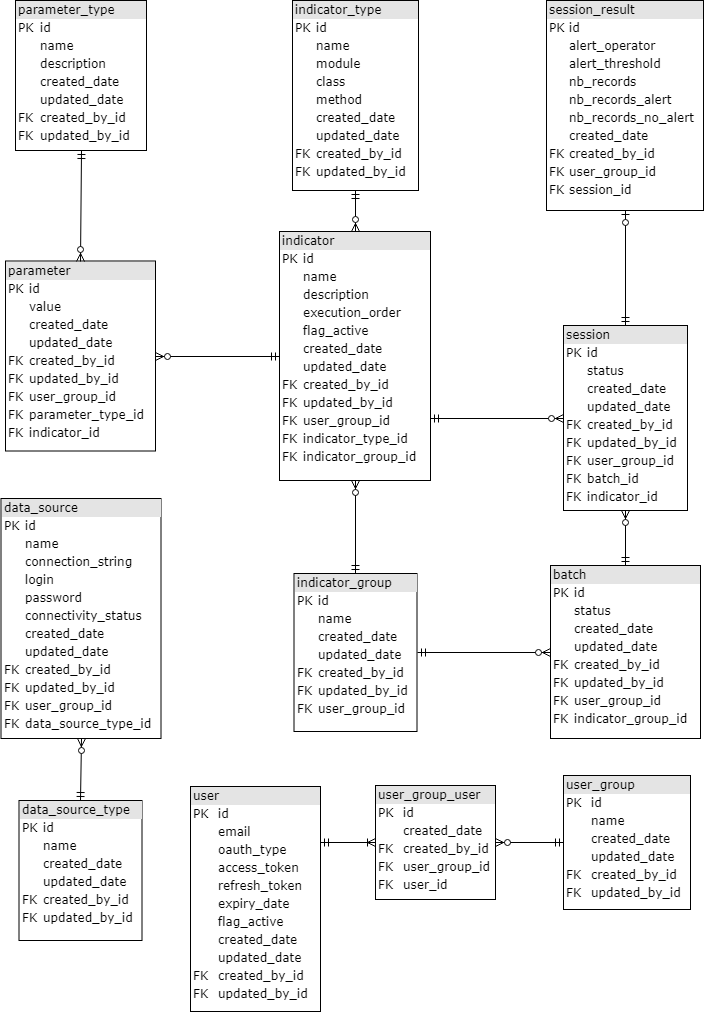 parameter_type
PK id
name
description
created_date
updated_date
FK created_by_id
FK updated_by_id
indicator_type
PK id
name
module
class
method
created_date
updated_date
FK created_by_id
FK updated_by_id
session_result
PK id
alert_operator
alert_threshold
nb_records
nb_records_alert
nb_records_no_alert
created_date
FK created_by_id
FK user_group_id
FK session_id
parameter
PK id
value
created_date
updated_date
FK created_by_id
FK updated_by_id
FK user_group_id
FK parameter_type_id
FK indicator_id
indicator
PK id
name
description
execution_order
flag_active
created_date
updated_date
FK created_by_id
FK updated_by_id
FK user_group_id
FK indicator_type_id
FK indicator_group_id
session
PK id
status
created_date
updated_date
FK created_by_id
FK updated_by_id
FK user_group_id
FK batch_id
FK indicator_id
data_source
PK id
name
connection_string
login
password
connectivity_status
created_date
updated_date
FK created_by_id
FK updated_by_id
FK user_group_id
FK data_source_type_id
indicator_group
PK id
name
created_date
updated_date
FK created_by_id
FK updated_by_id
FK user_group_id
batch
PK id
status
created_date
updated_date
FK created_by_id
FK updated_by_id
FK user_group_id
FK indicator_group_id
data_source_type
PK id
name
created_date
updated_date
FK created_by_id
FK updated_by_id
user
PK id
email
oauth_type
access_token
refresh_token
expiry_date
flag_active
created_date
updated_date
FK created_by_id
FK updated_by_id
user_group_user
PK id
created_date
FK created_by_id
FK user_group_id
FK user_id
user_group
PK id
name
created_date
updated_date
FK created_by_id
FK updated_by_id